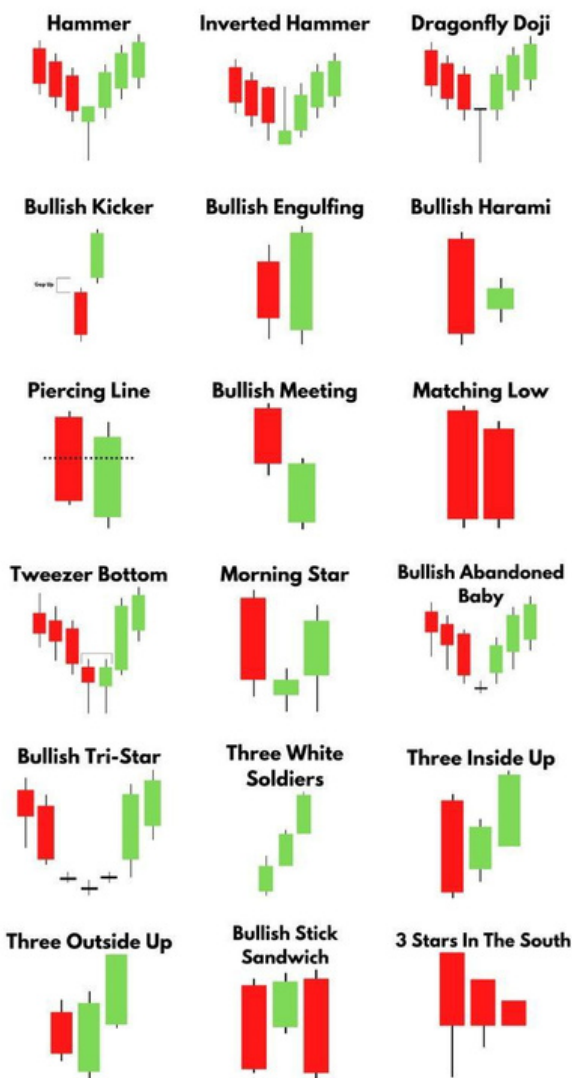 Hammer
Inverted Hammer
Dragonfly Doji
Bullish Kicker
Bullish Engulfing
Bullish Harami
Gap Up
Piercing Line
Bullish Meeting
Matching Low
Tweezer Bottom
Morning Star
Bullish Abandoned
Baby
Bullish Tri-Star
Three White
Soldiers
Three Inside Up
Three Outside Up
Bullish Stick
Sandwich
3 Stars In The South